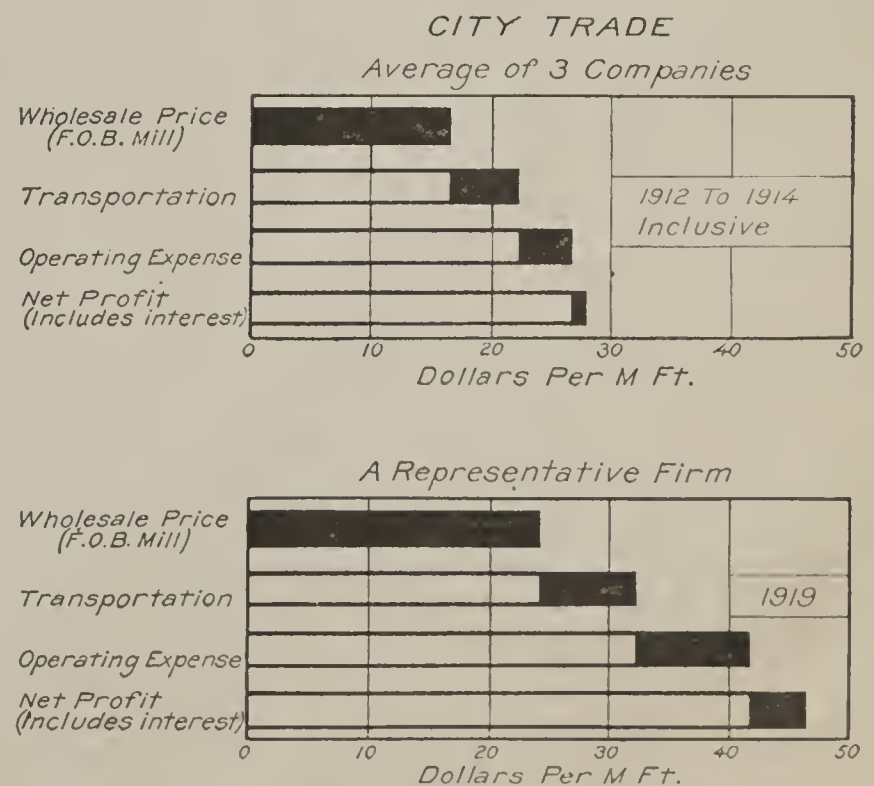 CITY TRADE
Average of 3 Companies
Wholesale Price
(F.O.B. Mill)
Transportation
Operating Expense
Net Profit
(Includes interest)
1912 To 1914
Inclusive
0 10 20 30 40 50
Dollars Per M Ft.
A Representative Firm
Wholesale Price
(F.O.B. Mill)
Transportation
Operating Expense
Net Profit
(Includes interest)
1919
0 10 20 30 40 50
Dollars Per M Ft.